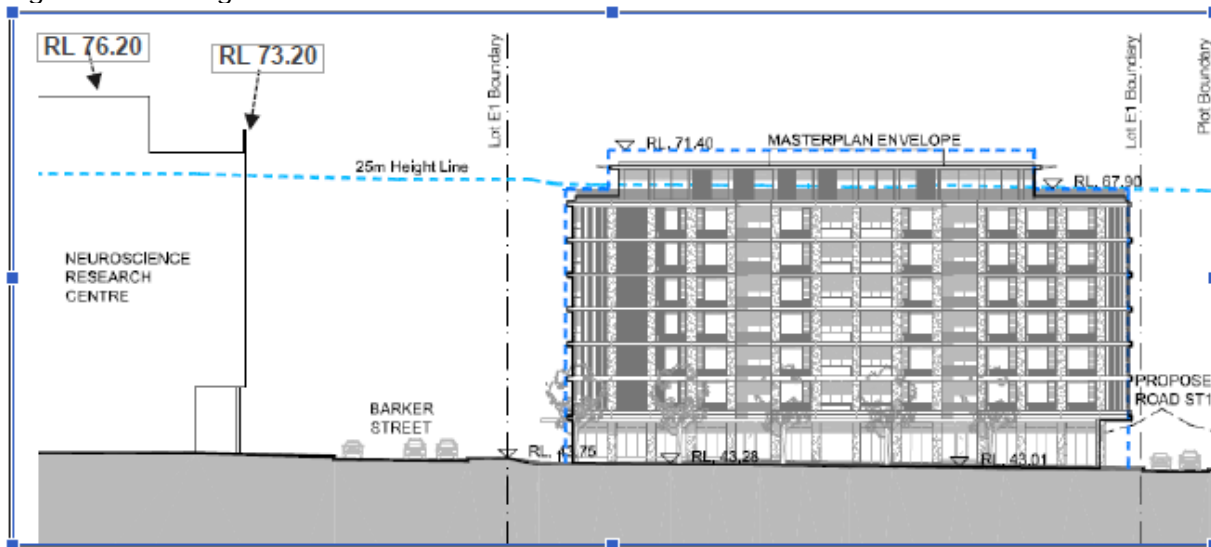 RL 76.20
RL 73.20
Lot E1 Boundary
Lot E1 Boundary
Plot Boundary
RL. 71.40
MASTERPLAN ENVELOPE
25m Height Line
RL. 67.90
NEUROSCIENCE
RESEARCH
CENTRE
BARKER
STREET
PROPOSE
ROAD ST1
RL. 43.75
RL. 43.28
RL. 43.01